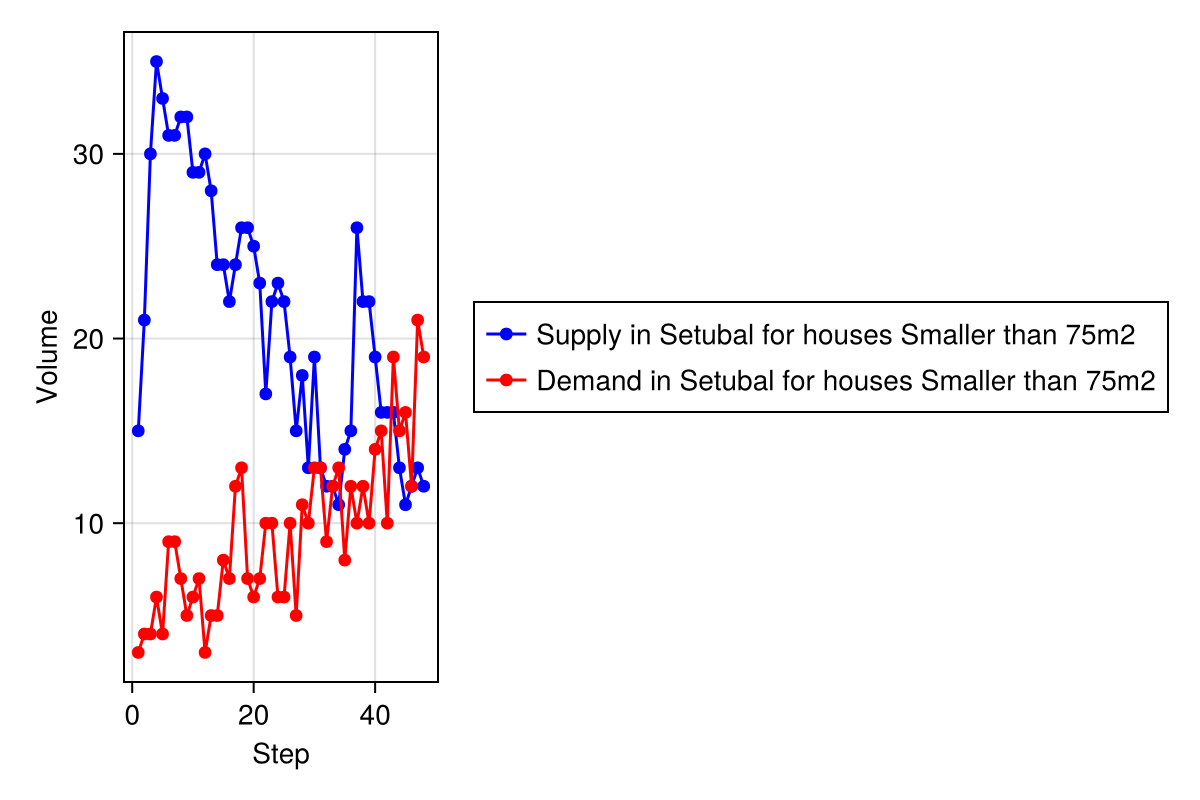 30
20
10
Volume
0 20 40
Step
Supply in Setubal for houses Smaller than 75m2
Demand in Setubal for houses Smaller than 75m2